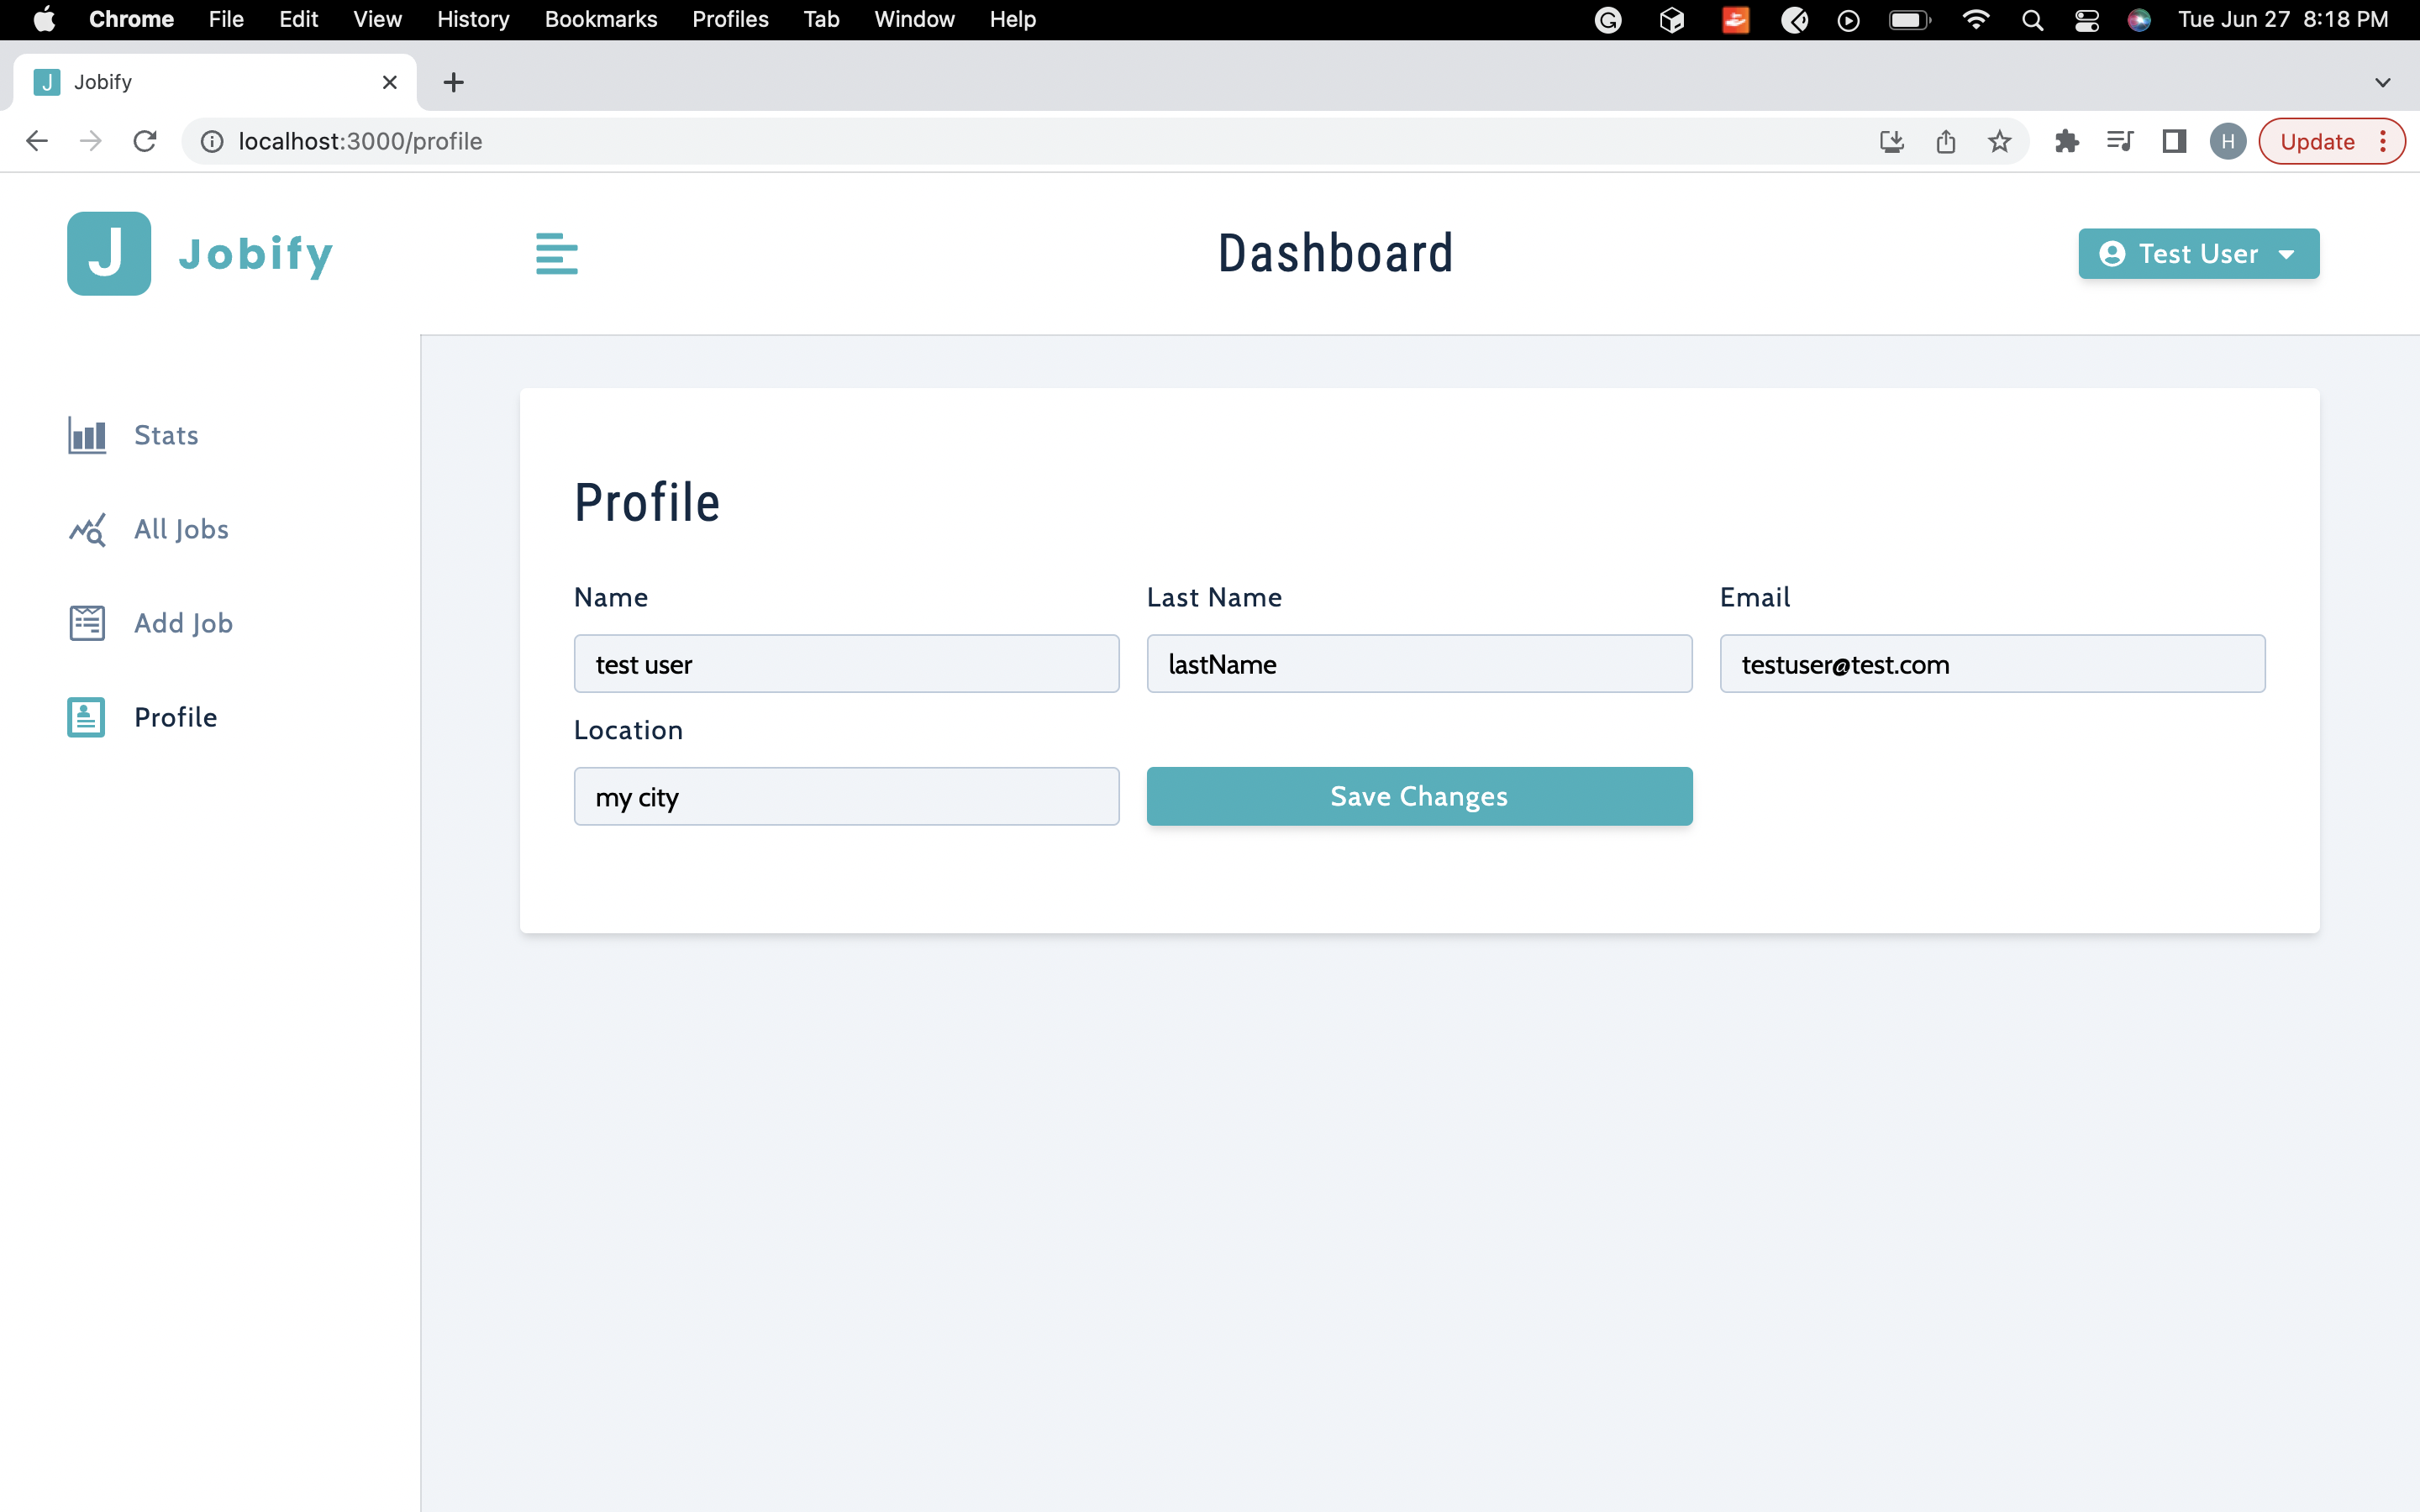 Chrome File Edit View History Bookmarks Profiles Tab Window Help Tue Jun 27 8:18 PM
J Jobify
localhost:3000/profile H Update
J Jobify Dashboard Test User
Stats
All Jobs
Add Job
Profile
Profile
Name Last Name Email
test user lastName testuser@test.com
Location
my city Save Changes